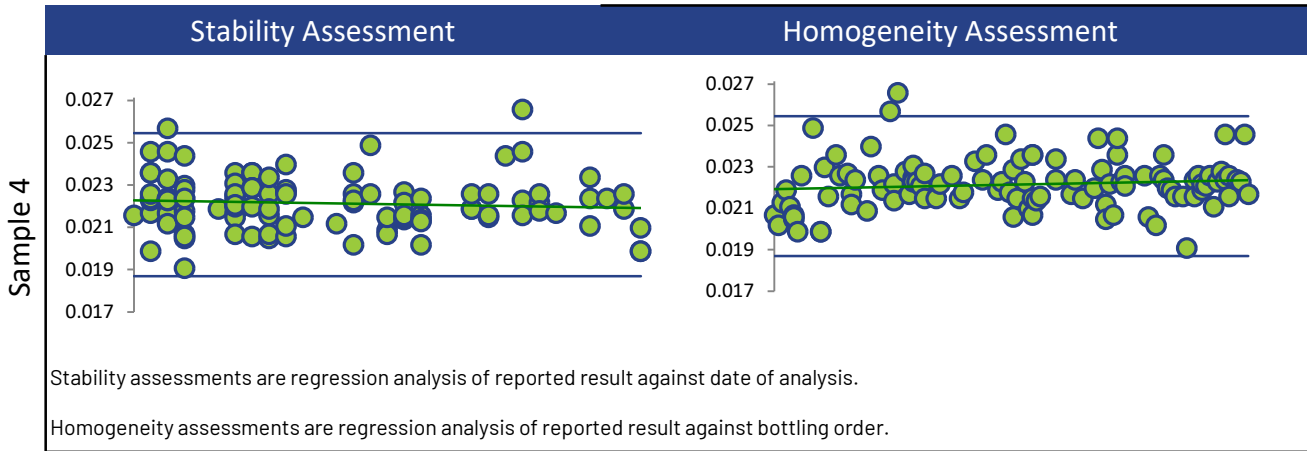 Stability Assessment
Homogeneity Assessment
Sample 4
0.027
0.025
0.023
0.021
0.019
0.017
0.027
0.025
0.023
0.021
0.019
0.017
Stability assessments are regression analysis of reported result against date of analysis.
Homogeneity assessments are regression analysis of reported result against bottling order.